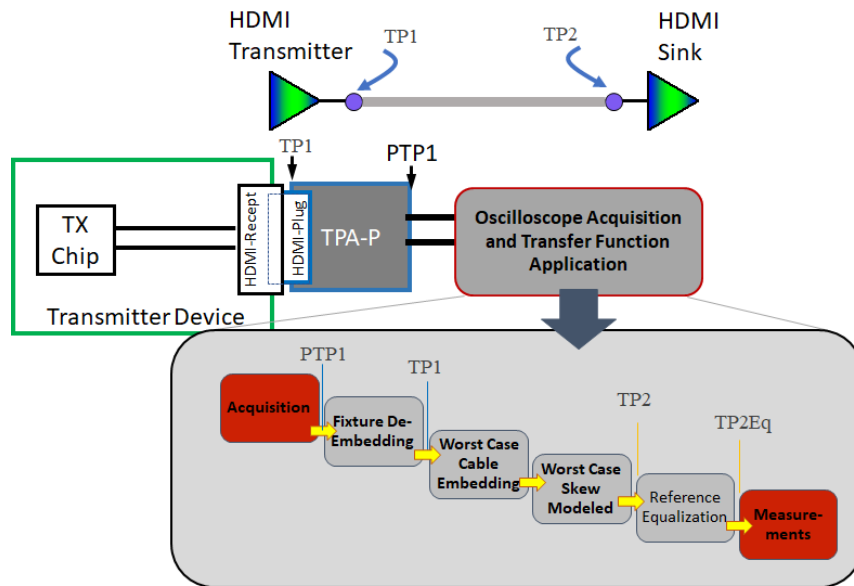 HDMI
Transmitter
TP1
TP2
HDMI
Sink
TP1
PTP1
TX
Chip
HDMI-Recept
HDMI-Plug
TPA-P
Oscilloscope Acquisition
and Transfer Function
Application
Transmitter Device
PTP1
TP1
TP2
TP2Eq
Acquisition
Fixture De-
Embedding
Worst Case
Cable
Embedding
Worst Case
Skew
Modeled
Reference
Equalization
Measure-
ments